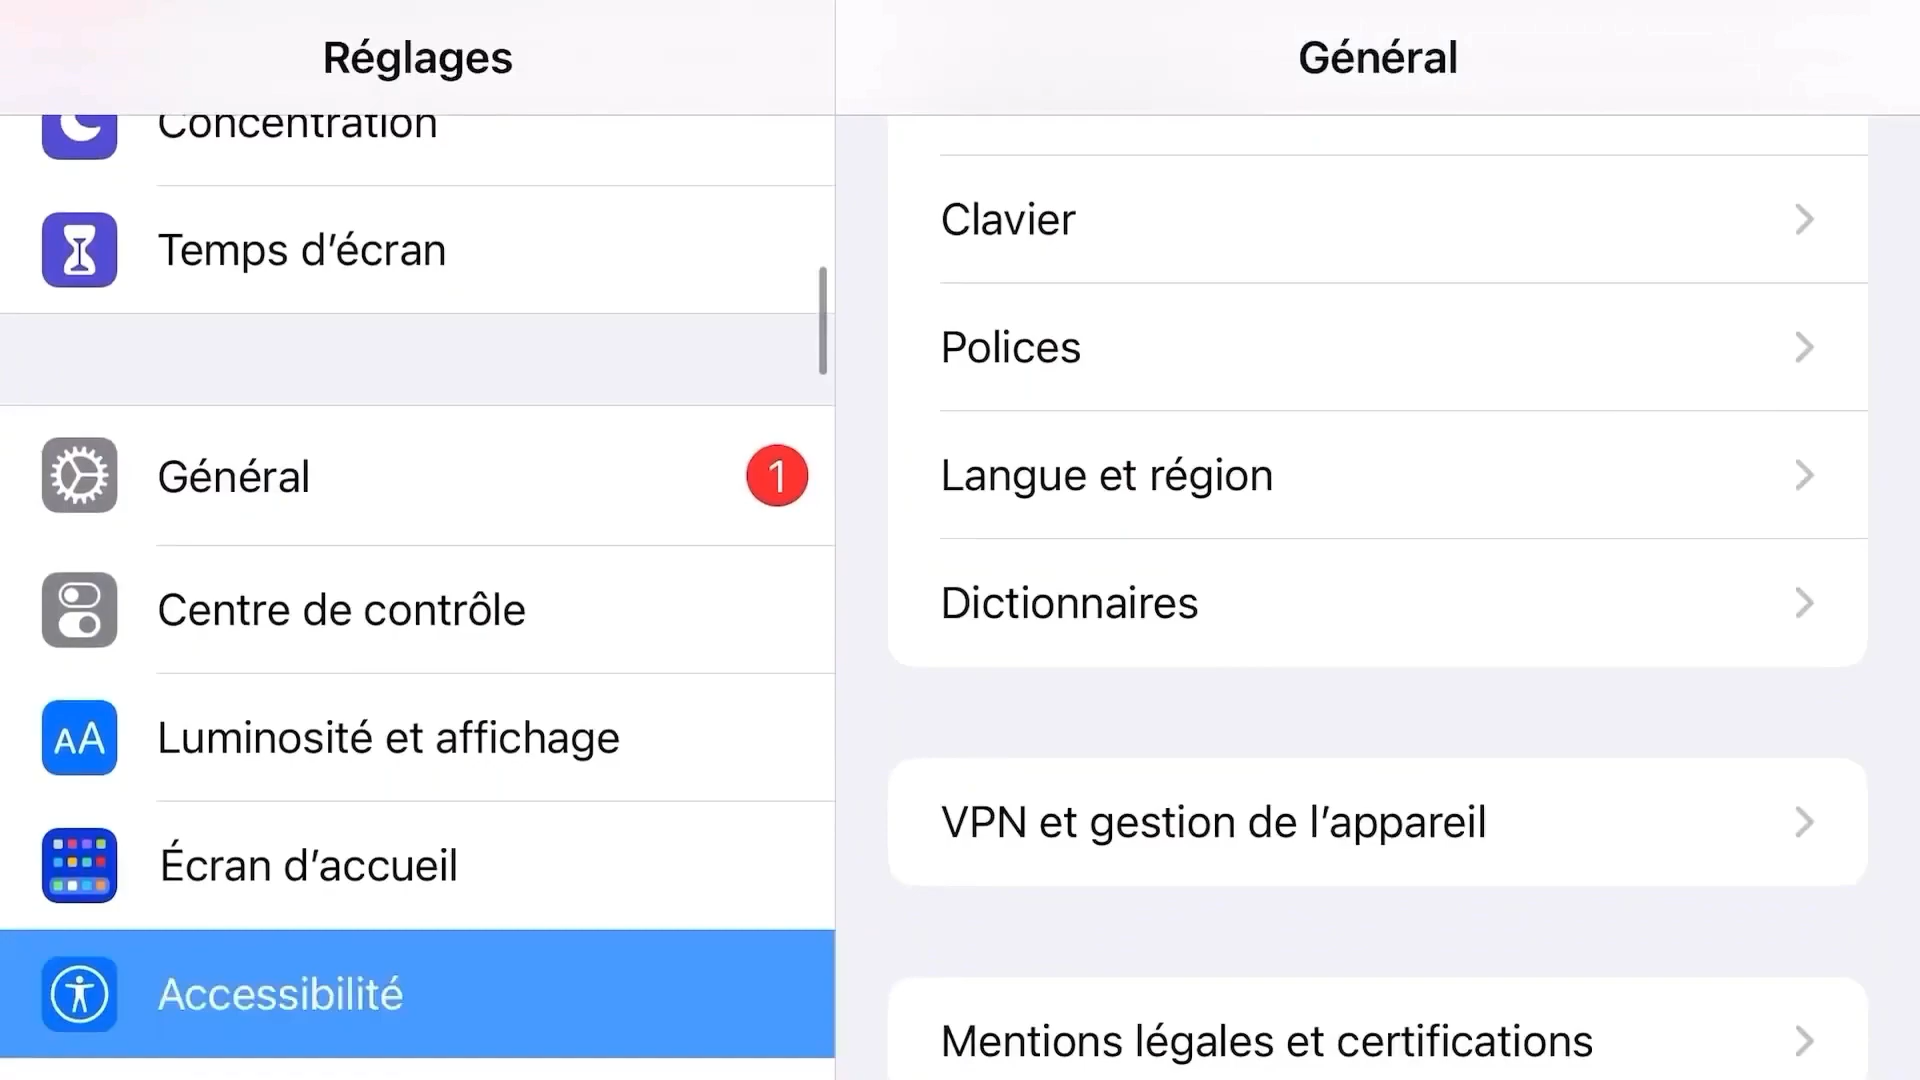 Réglages
Concentration
Temps d’écran
Général
1
Centre de contrôle
AA
Luminosité et affichage
Écran d’accueil
Accessibilité
Général
Clavier
Polices
Langue et région
Dictionnaires
VPN et gestion de l’appareil
Mentions légales et certifications